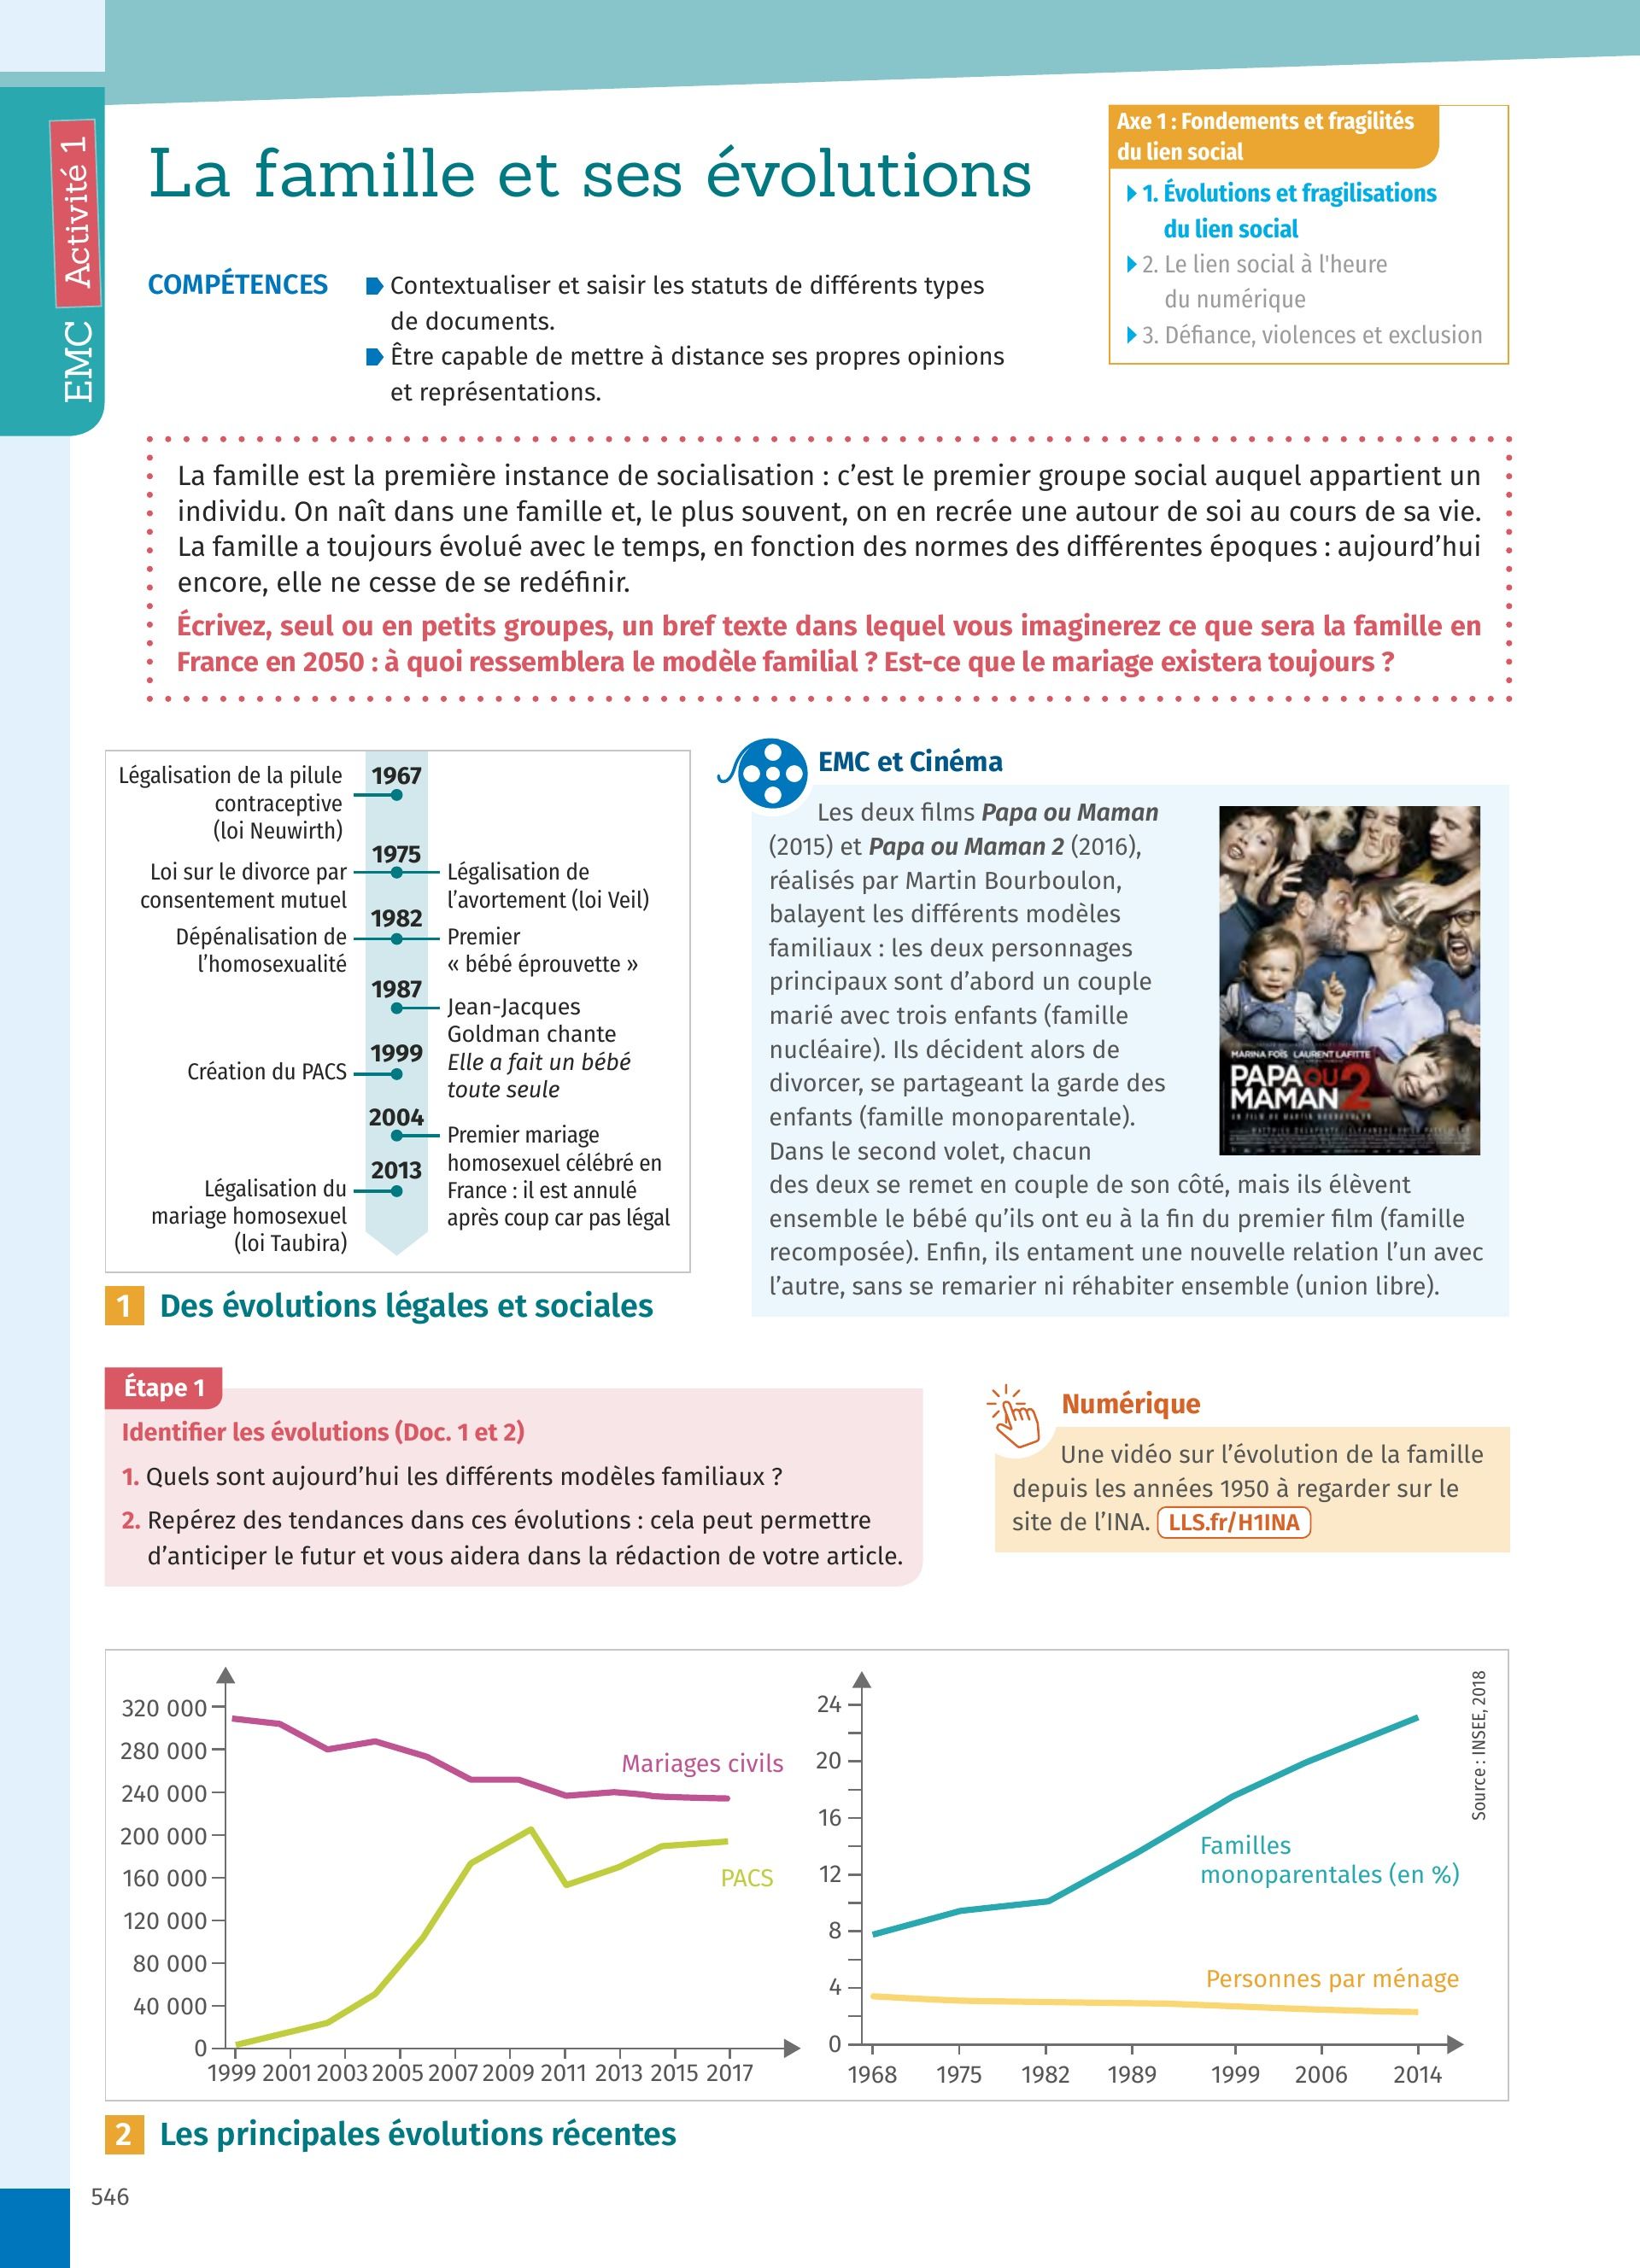 EMC Activité 1
La famille et ses évolutions
Axe 1 : Fondements et fragilités
du lien social
1. Évolutions et fragilisations
du lien social
2. Le lien social à l'heure
du numérique
3. Défiance, violences et exclusion
COMPÉTENCES
Contextualiser et saisir les statuts de différents types
de documents.
Être capable de mettre à distance ses propres opinions
et représentations.
La famille est la première instance de socialisation : c’est le premier groupe social auquel appartient un
individu. On naît dans une famille et, le plus souvent, on en recrée une autour de soi au cours de sa vie.
La famille a toujours évolué avec le temps, en fonction des normes des différentes époques : aujourd’hui
encore, elle ne cesse de se redéfinir.
Écrivez, seul ou en petits groupes, un bref texte dans lequel vous imaginerez ce que sera la famille en
France en 2050 : à quoi ressemblera le modèle familial ? Est-ce que le mariage existera toujours ?
1967
Légalisation de la pilule
contraceptive
(loi Neuwirth)
1975
Loi sur le divorce par
consentement mutuel
Légalisation de
l’avortement (loi Veil)
1982
Dépénalisation de
l’homosexualité
Premier
« bébé éprouvette »
1987
Jean-Jacques
Goldman chante
Elle a fait un bébé
toute seule
1999
Création du PACS
2004
Premier mariage
homosexuel célébré en
France : il est annulé
après coup car pas légal
2013
Légalisation du
mariage homosexuel
(loi Taubira)
1 Des évolutions légales et sociales
EMC et Cinéma
Les deux films Papa ou Maman
(2015) et Papa ou Maman 2 (2016),
réalisés par Martin Bourboulon,
balayent les différents modèles
familiaux : les deux personnages
principaux sont d’abord un couple
marié avec trois enfants (famille
nucléaire). Ils décident alors de
divorcer, se partageant la garde des
enfants (famille monoparentale).
Dans le second volet, chacun
des deux se remet en couple de son côté, mais ils élèvent
ensemble le bébé qu’ils ont eu à la fin du premier film (famille
recomposée). Enfin, ils entament une nouvelle relation l’un avec
l’autre, sans se remarier ni réhabiter ensemble (union libre).
MARINA FOÏS LAURENT LAFITTE
PAPA OU
MAMAN 2
UN FILM DE MARTIN BOURBOULON
Étape 1
Identifier les évolutions (Doc. 1 et 2)
1. Quels sont aujourd’hui les différents modèles familiaux ?
2. Repérez des tendances dans ces évolutions : cela peut permettre
d’anticiper le futur et vous aidera dans la rédaction de votre article.
Numérique
Une vidéo sur l’évolution de la famille
depuis les années 1950 à regarder sur le
site de l’INA. LLS.fr/H1INA
320 000
280 000
240 000
200 000
160 000
120 000
80 000
40 000
0
1999 2001 2003 2005 2007 2009 2011 2013 2015 2017
Mariages civils
PACS
24
20
16
12
8
4
0
1968 1975 1982 1989 1999 2006 2014
Familles
monoparentales (en %)
Personnes par ménage
Source : INSEE, 2018
2 Les principales évolutions récentes
546